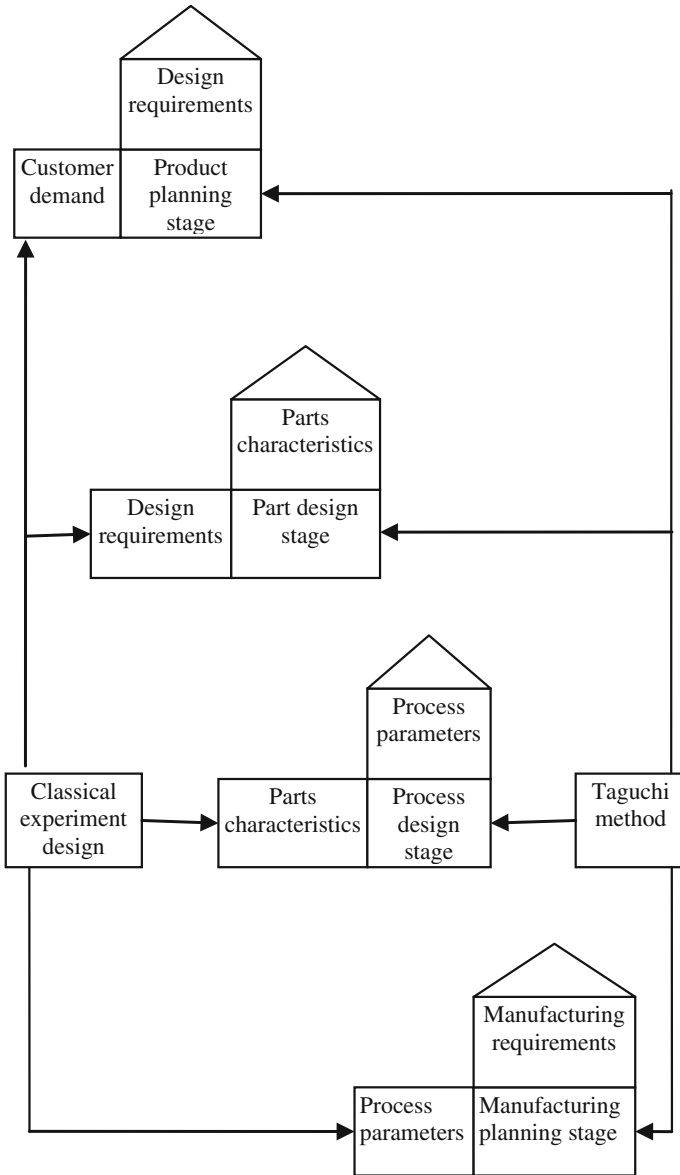 Design
requirements
Customer
demand
Product
planning
stage
Parts
characteristics
Design
requirements
Part design
stage
Process
parameters
Classical
experiment
design
Parts
characteristics
Process
design
stage
Taguchi
method
Manufacturing
requirements
Process
parameters
Manufacturing
planning stage